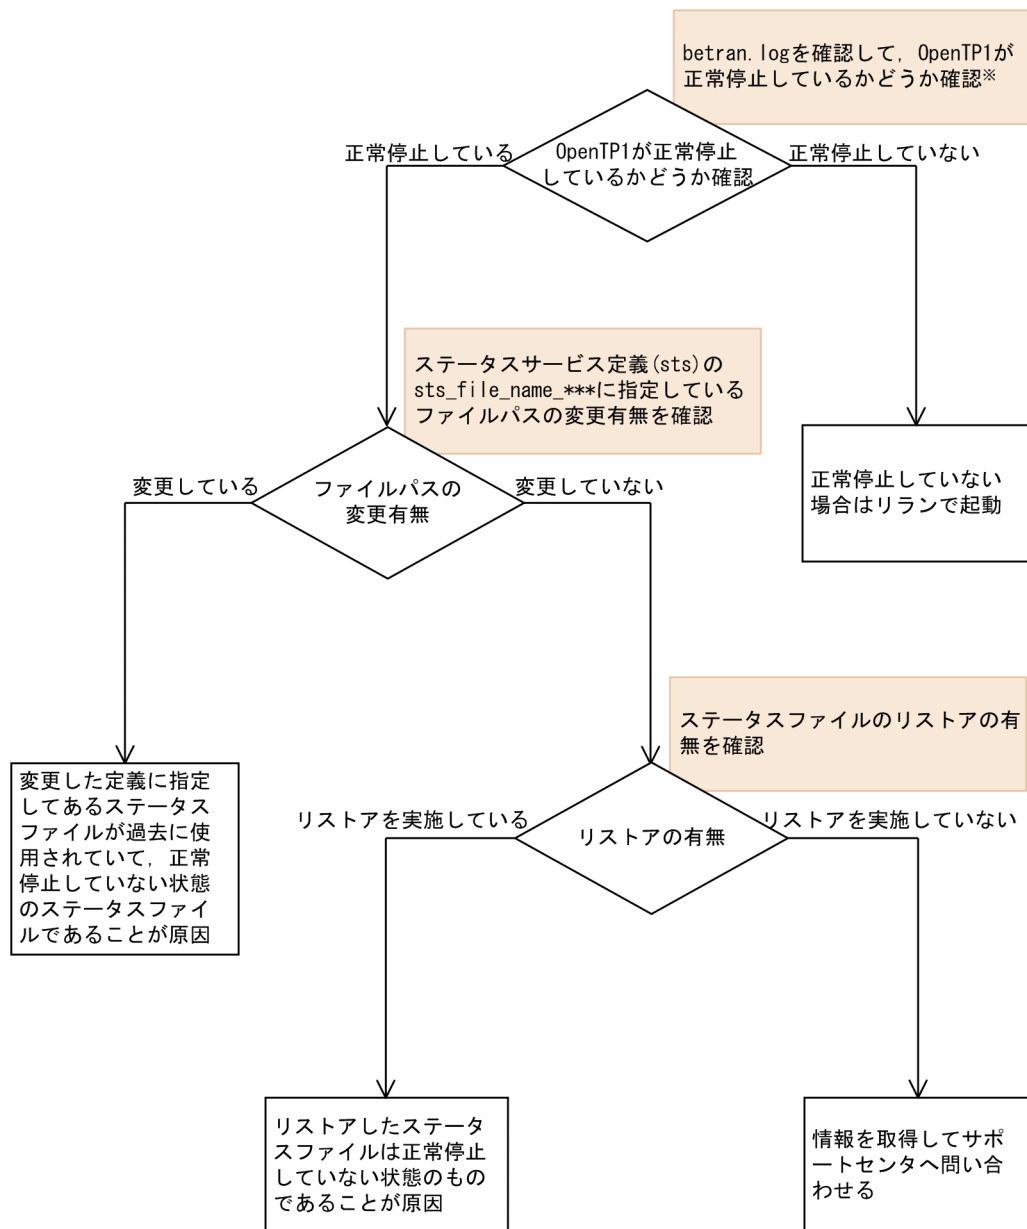 betran.logを確認して，OpenTP1が
正常停止しているかどうか確認※
正常停止している
OpenTP1が正常停止
しているかどうか確認
正常停止していない
ステータスサービス定義(sts)の
sts_file_name_***に指定している
ファイルパスの変更有無を確認
変更している
ファイルパスの
変更有無
変更していない
正常停止していない
場合はリランで起動
ステータスファイルのリストアの有
無を確認
変更した定義に指定
してあるステータス
ファイルが過去に使
用されていて，正常
停止していない状態
のステータスファイ
ルであることが原因
リストアを実施している
リストアの有無
リストアを実施していない
リストアしたステータ
スファイルは正常停止
していない状態のもの
であることが原因
情報を取得してサポ
ートセンタへ問い合
わせる